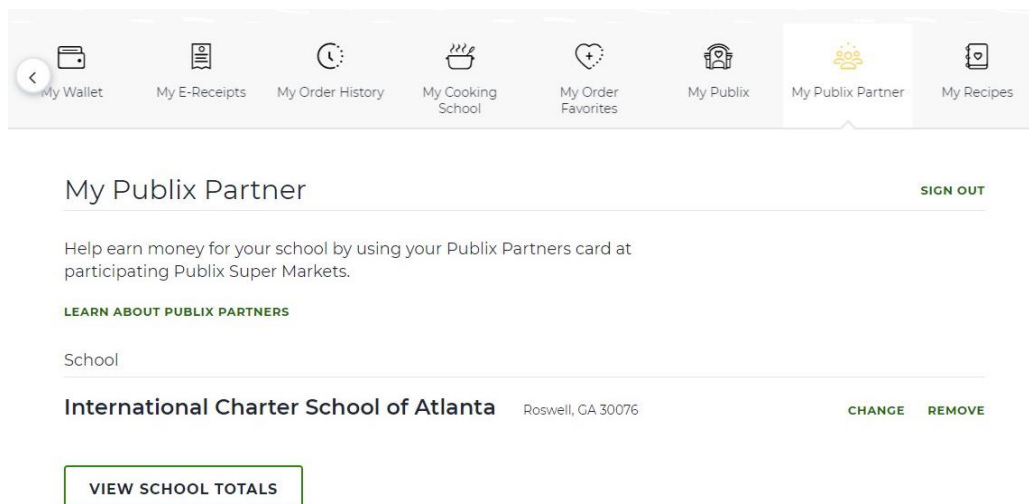 My Wallet
My E-Receipts
My Order History
My Cooking
School
My Order
Favorites
My Publix
My Publix Partner
My Recipes
My Publix Partner
SIGN OUT
Help earn money for your school by using your Publix Partners card at
participating Publix Super Markets.
LEARN ABOUT PUBLIX PARTNERS
School
International Charter School of Atlanta Roswell, GA 30076 CHANGE REMOVE
VIEW SCHOOL TOTALS